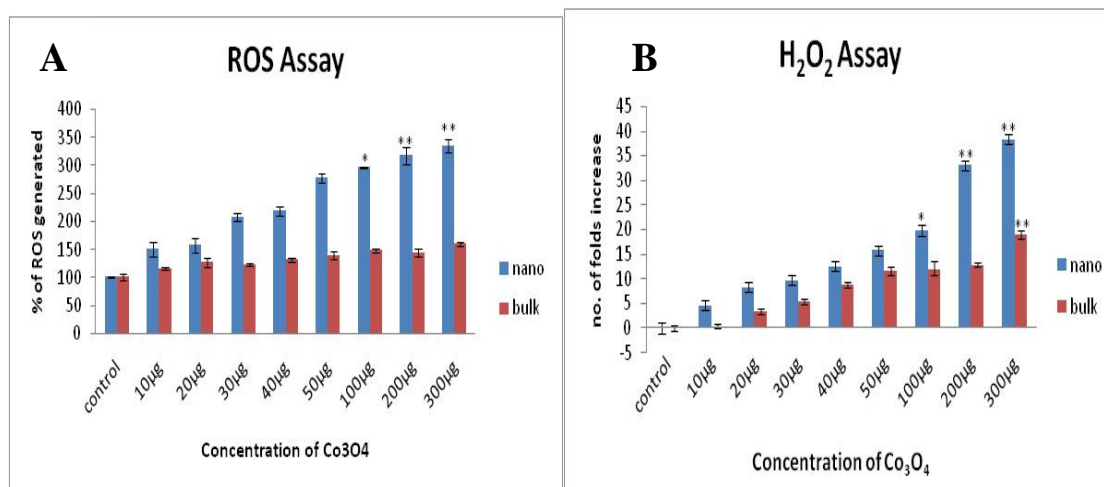 A
ROS Assay
% of ROS generated
400
350
300
250
200
150
100
50
0
*
**
**
nano
bulk
control
10µg
20µg
30µg
40µg
50µg
100µg
200µg
300µg
Concentration of Co3O4
B
H₂O₂ Assay
no. of folds increase
45
40
35
30
25
20
15
10
5
0
-5
*
**
**
**
nano
bulk
control
10µg
20µg
30µg
40µg
50µg
100µg
200µg
300µg
Concentration of Co₃O₄